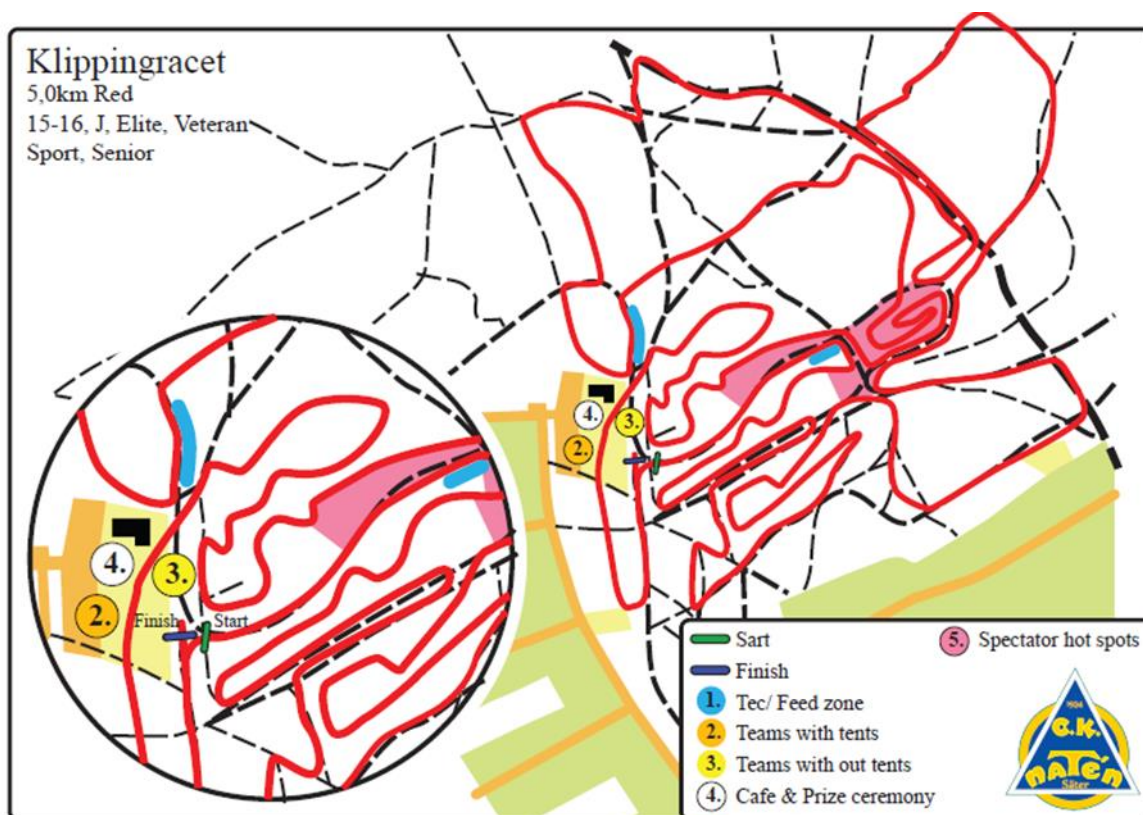 Klippingracet
5,0km Red
15-16, J, Elite, Veteran
Sport, Senior
4.
3.
2.
4.
3.
2.
Finish
Start
Sart
Finish
1. Tec/ Feed zone
2. Teams with tents
3. Teams with out tents
4. Cafe & Prize ceremony
5. Spectator hot spots
C.K.
NATÉN
Säter